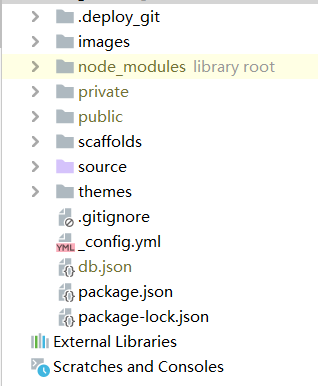 .deploy_git
images
node_modules library root
private
public
scaffolds
source
themes
.gitignore
YML _config.yml
db.json
package.json
package-lock.json
External Libraries
Scratches and Consoles